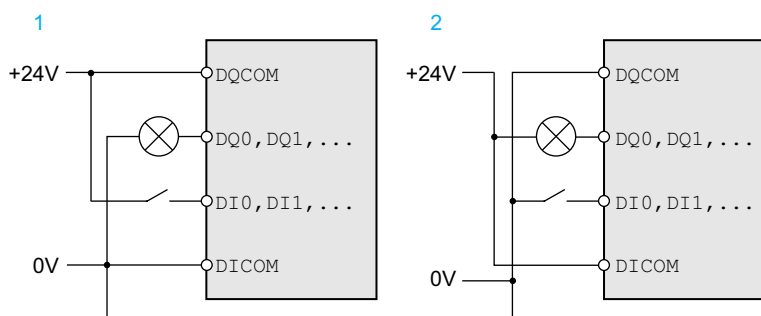 1
+24V
DQCOM
DQ0,DQ1,...
DI0,DI1,...
0V
DICOM
2
+24V
DQCOM
DQ0,DQ1,...
DI0,DI1,...
DICOM
0V